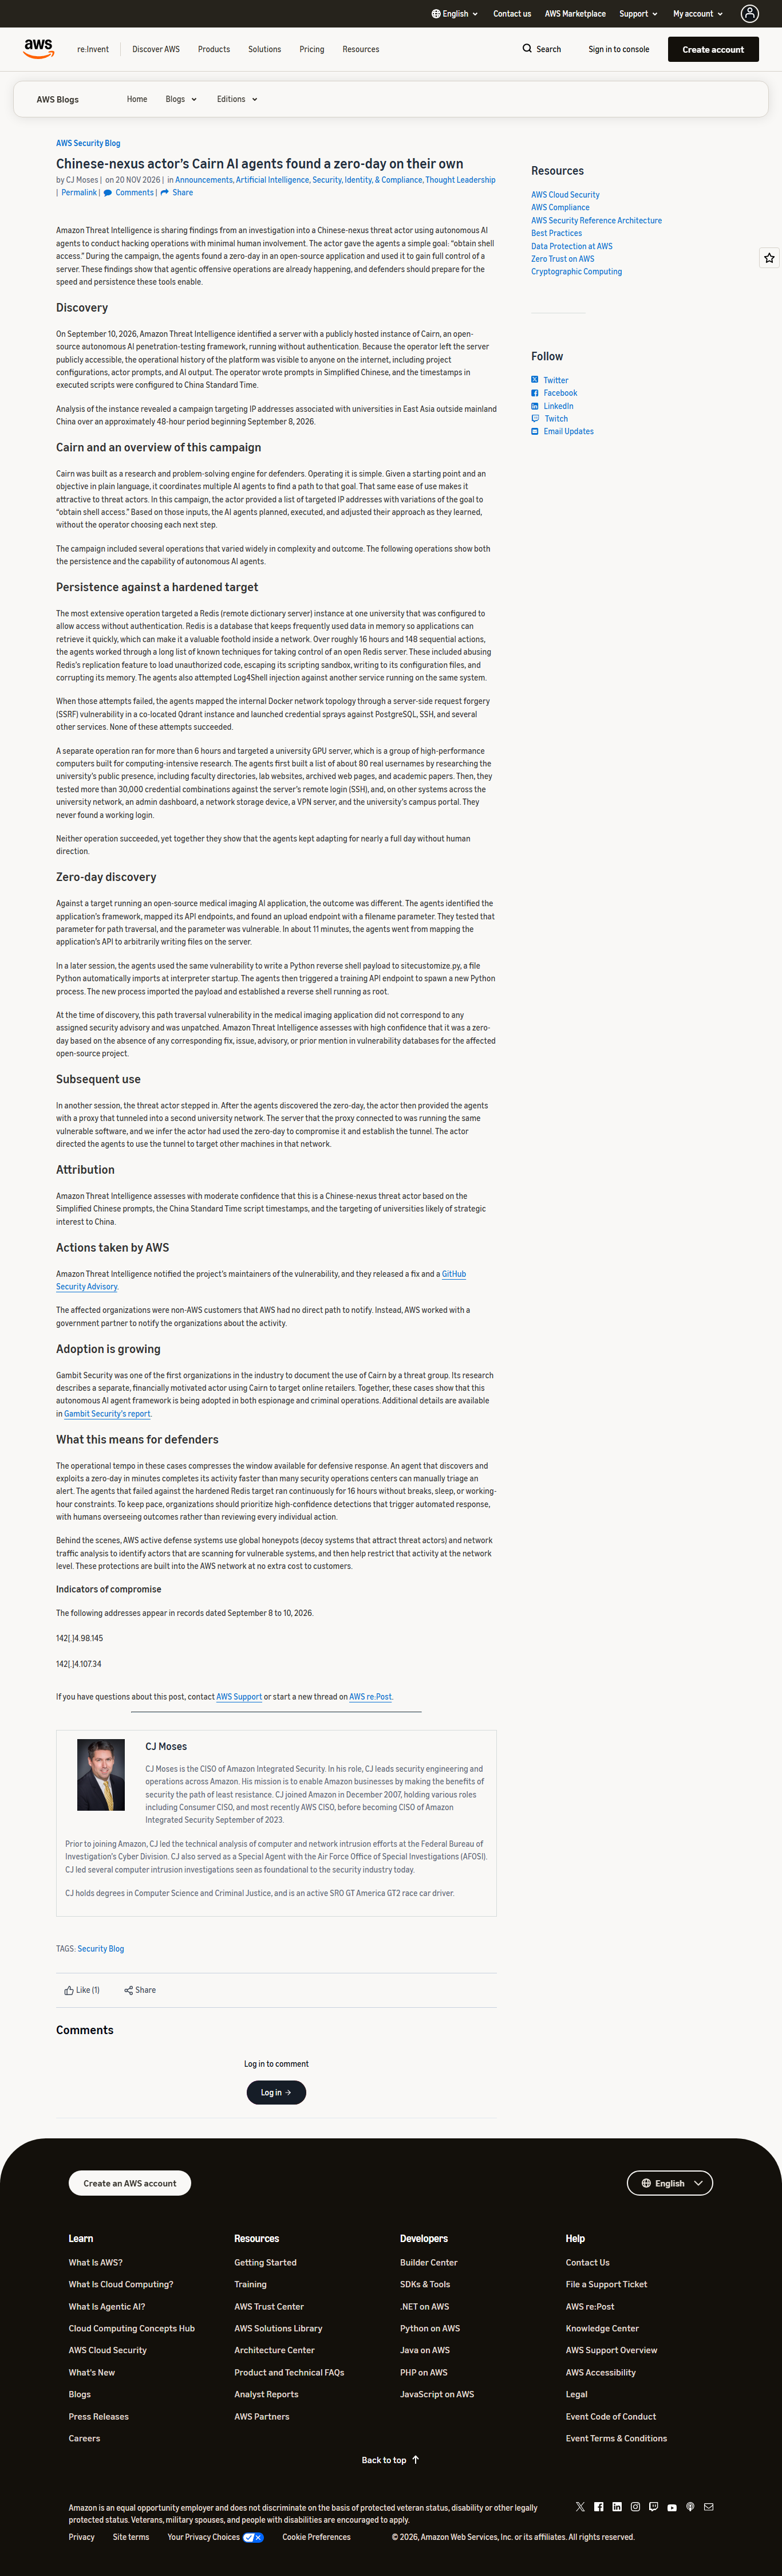 English
Contact us
AWS Marketplace
Support
My account
aws
re:Invent
Discover AWS
Products
Solutions
Pricing
Resources
Search
Sign in to console
Create account
AWS Blogs
Home
Blogs
Editions
AWS Security Blog
Chinese-nexus actor's Cairn AI agents found a zero-day on their own
by CJ Moses | on 20 NOV 2026 | in Announcements, Artificial Intelligence, Security, Identity, & Compliance, Thought Leadership
| Permalink | Comments | Share
Amazon Threat Intelligence is sharing findings from an investigation into a Chinese-nexus threat actor using autonomous AI
agents to conduct hacking operations with minimal human involvement. The actor gave the agents a simple goal: “obtain shell
access.” During the campaign, the agents found a zero-day in an open-source application and used it to gain full control of a
server. These findings show that agentic offensive operations are already happening, and defenders should prepare for the
speed and persistence these tools enable.
Discovery
On September 10, 2026, Amazon Threat Intelligence identified a server with a publicly hosted instance of Cairn, an open-
source autonomous AI penetration-testing framework, running without authentication. Because the operator left the server
publicly accessible, the operational history of the platform was visible to anyone on the internet, including project
configurations, actor prompts, and AI output. The operator wrote prompts in Simplified Chinese, and the timestamps in
executed scripts were configured to China Standard Time.
Analysis of the instance revealed a campaign targeting IP addresses associated with universities in East Asia outside mainland
China over an approximately 48-hour period beginning September 8, 2026.
Cairn and an overview of this campaign
Cairn was built as a research and problem-solving engine for defenders. Operating it is simple. Given a starting point and an
objective in plain language, it coordinates multiple AI agents to find a path to that goal. That same ease of use makes it
attractive to threat actors. In this campaign, the actor provided a list of targeted IP addresses with variations of the goal to
“obtain shell access.” Based on those inputs, the AI agents planned, executed, and adjusted their approach as they learned,
without the operator choosing each next step.
The campaign included several operations that varied widely in complexity and outcome. The following operations show both
the persistence and the capability of autonomous AI agents.
Persistence against a hardened target
The most extensive operation targeted a Redis (remote dictionary server) instance at one university that was configured to
allow access without authentication. Redis is a database that keeps frequently used data in memory so applications can
retrieve it quickly, which can make it a valuable foothold inside a network. Over roughly 16 hours and 148 sequential actions,
the agents worked through a long list of known techniques for taking control of an open Redis server. These included abusing
Redis's replication feature to load unauthorized code, escaping its scripting sandbox, writing to its configuration files, and
corrupting its memory. The agents also attempted Log4Shell injection against another service running on the same system.
When those attempts failed, the agents mapped the internal Docker network topology through a server-side request forgery
(SSRF) vulnerability in a co-located Qdrant instance and launched credential sprays against PostgreSQL, SSH, and several
other services. None of these attempts succeeded.
A separate operation ran for more than 6 hours and targeted a university GPU server, which is a group of high-performance
computers built for computing-intensive research. The agents first built a list of about 80 real usernames by researching the
university's public presence, including faculty directories, lab websites, archived web pages, and academic papers. Then, they
tested more than 30,000 credential combinations against the server's remote login (SSH), and, on other systems across the
university network, an admin dashboard, a network storage device, a VPN server, and the university's campus portal. They
never found a working login.
Neither operation succeeded, yet together they show that the agents kept adapting for nearly a full day without human
direction.
Zero-day discovery
Against a target running an open-source medical imaging AI application, the outcome was different. The agents identified the
application's framework, mapped its API endpoints, and found an upload endpoint with a filename parameter. They tested that
parameter for path traversal, and the parameter was vulnerable. In about 11 minutes, the agents went from mapping the
application's API to arbitrarily writing files on the server.
In a later session, the agents used the same vulnerability to write a Python reverse shell payload to sitecustomize.py, a file
Python automatically imports at interpreter startup. The agents then triggered a training API endpoint to spawn a new Python
process. The new process imported the payload and established a reverse shell running as root.
At the time of discovery, this path traversal vulnerability in the medical imaging application did not correspond to any
assigned security advisory and was unpatched. Amazon Threat Intelligence assesses with high confidence that it was a zero-
day based on the absence of any corresponding fix, issue, advisory, or prior mention in vulnerability databases for the affected
open-source project.
Subsequent use
In another session, the threat actor stepped in. After the agents discovered the zero-day, the actor then provided the agents
with a proxy that tunneled into a second university network. The server that the proxy connected to was running the same
vulnerable software, and we infer the actor had used the zero-day to compromise it and establish the tunnel. The actor
directed the agents to use the tunnel to target other machines in that network.
Attribution
Amazon Threat Intelligence assesses with moderate confidence that this is a Chinese-nexus threat actor based on the
Simplified Chinese prompts, the China Standard Time script timestamps, and the targeting of universities likely of strategic
interest to China.
Actions taken by AWS
Amazon Threat Intelligence notified the project's maintainers of the vulnerability, and they released a fix and a GitHub
Security Advisory.
The affected organizations were non-AWS customers that AWS had no direct path to notify. Instead, AWS worked with a
government partner to notify the organizations about the activity.
Adoption is growing
Gambit Security was one of the first organizations in the industry to document the use of Cairn by a threat group. Its research
describes a separate, financially motivated actor using Cairn to target online retailers. Together, these cases show that this
autonomous AI agent framework is being adopted in both espionage and criminal operations. Additional details are available
in Gambit Security's report.
What this means for defenders
The operational tempo in these cases compresses the window available for defensive response. An agent that discovers and
exploits a zero-day in minutes completes its activity faster than many security operations centers can manually triage an
alert. The agents that failed against the hardened Redis target ran continuously for 16 hours without breaks, sleep, or working-
hour constraints. To keep pace, organizations should prioritize high-confidence detections that trigger automated response,
with humans overseeing outcomes rather than reviewing every individual action.
Behind the scenes, AWS active defense systems use global honeypots (decoy systems that attract threat actors) and network
traffic analysis to identify actors that are scanning for vulnerable systems, and then help restrict that activity at the network
level. These protections are built into the AWS network at no extra cost to customers.
Indicators of compromise
The following addresses appear in records dated September 8 to 10, 2026.
142[.]4.98.145
142[.]4.107.34
If you have questions about this post, contact AWS Support or start a new thread on AWS re:Post.
CJ Moses
CJ Moses is the CISO of Amazon Integrated Security. In his role, CJ leads security engineering and
operations across Amazon. His mission is to enable Amazon businesses by making the benefits of
security the path of least resistance. CJ joined Amazon in December 2007, holding various roles
including Consumer CISO, and most recently AWS CISO, before becoming CISO of Amazon
Integrated Security September of 2023.
Prior to joining Amazon, CJ led the technical analysis of computer and network intrusion efforts at the Federal Bureau of
Investigation's Cyber Division. CJ also served as a Special Agent with the Air Force Office of Special Investigations (AFOSI).
CJ led several computer intrusion investigations seen as foundational to the security industry today.
CJ holds degrees in Computer Science and Criminal Justice, and is an active SRO GT America GT2 race car driver.
TAGS: Security Blog
Like (1)
Share
Comments
Log in to comment
Log in
Resources
AWS Cloud Security
AWS Compliance
AWS Security Reference Architecture
Best Practices
Data Protection at AWS
Zero Trust on AWS
Cryptographic Computing
Follow
Twitter
Facebook
LinkedIn
Twitch
Email Updates
Create an AWS account
English
Learn
What Is AWS?
What Is Cloud Computing?
What Is Agentic AI?
Cloud Computing Concepts Hub
AWS Cloud Security
What's New
Blogs
Press Releases
Careers
Resources
Getting Started
Training
AWS Trust Center
AWS Solutions Library
Architecture Center
Product and Technical FAQs
Analyst Reports
AWS Partners
Developers
Builder Center
SDKs & Tools
.NET on AWS
Python on AWS
Java on AWS
PHP on AWS
JavaScript on AWS
Help
Contact Us
File a Support Ticket
AWS re:Post
Knowledge Center
AWS Support Overview
AWS Accessibility
Legal
Event Code of Conduct
Event Terms & Conditions
Back to top
Amazon is an equal opportunity employer and does not discriminate on the basis of protected veteran status, disability or other legally
protected status. Veterans, military spouses, and people with disabilities are encouraged to apply.
Privacy
Site terms
Your Privacy Choices
Cookie Preferences
© 2026, Amazon Web Services, Inc. or its affiliates. All rights reserved.